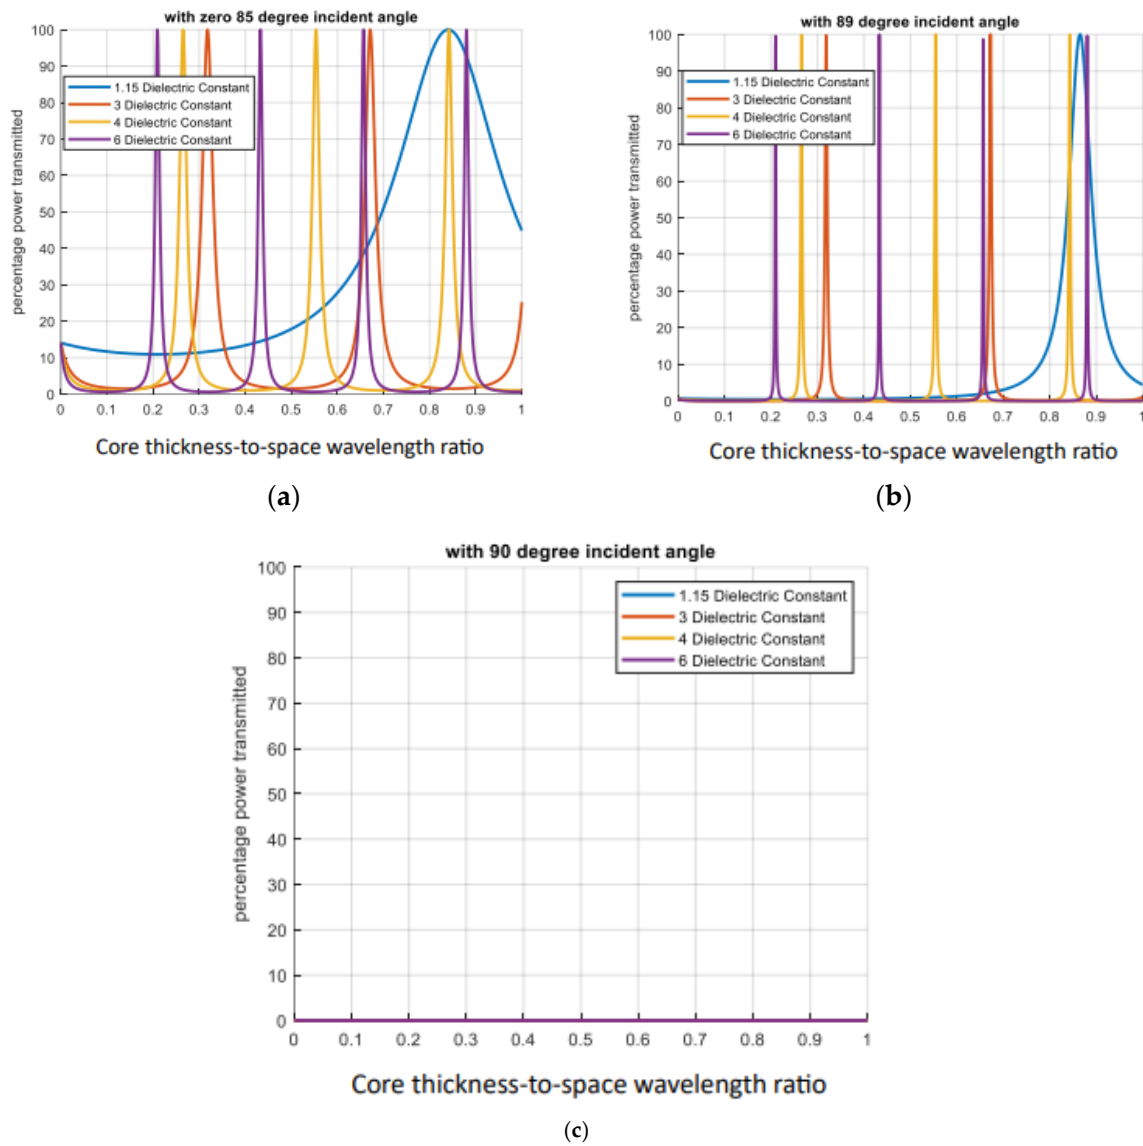 with zero 85 degree incident angle
100
90
80
70
60
50
40
30
20
10
0
percentage power transmitted
1.15 Dielectric Constant
3 Dielectric Constant
4 Dielectric Constant
6 Dielectric Constant
0 0.1 0.2 0.3 0.4 0.5 0.6 0.7 0.8 0.9 1
Core thickness-to-space wavelength ratio
(a)
with 89 degree incident angle
100
90
80
70
60
50
40
30
20
10
0
percentage power transmitted
1.15 Dielectric Constant
3 Dielectric Constant
4 Dielectric Constant
6 Dielectric Constant
0 0.1 0.2 0.3 0.4 0.5 0.6 0.7 0.8 0.9 1
Core thickness-to-space wavelength ratio
(b)
with 90 degree incident angle
100
90
80
70
60
50
40
30
20
10
0
percentage power transmitted
1.15 Dielectric Constant
3 Dielectric Constant
4 Dielectric Constant
6 Dielectric Constant
0 0.1 0.2 0.3 0.4 0.5 0.6 0.7 0.8 0.9 1
Core thickness-to-space wavelength ratio
(c)